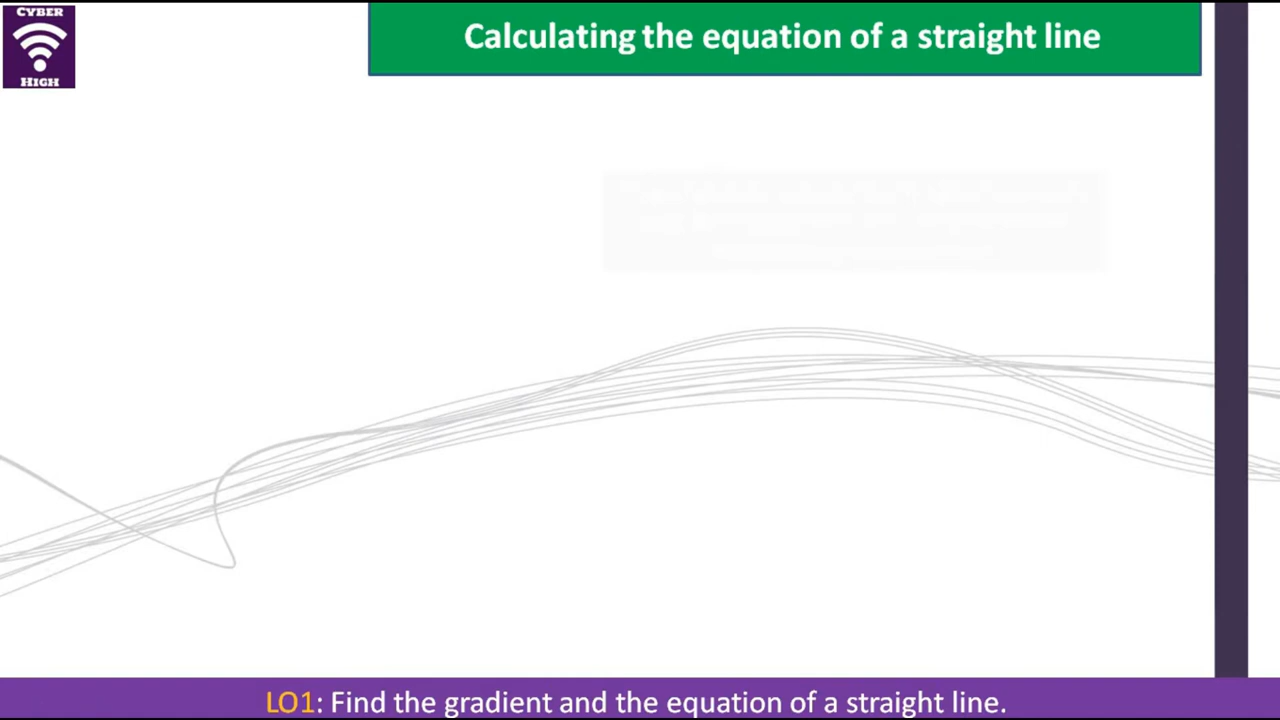 CYBER
HIGH
Calculating the equation of a straight line
LO1: Find the gradient and the equation of a straight line.